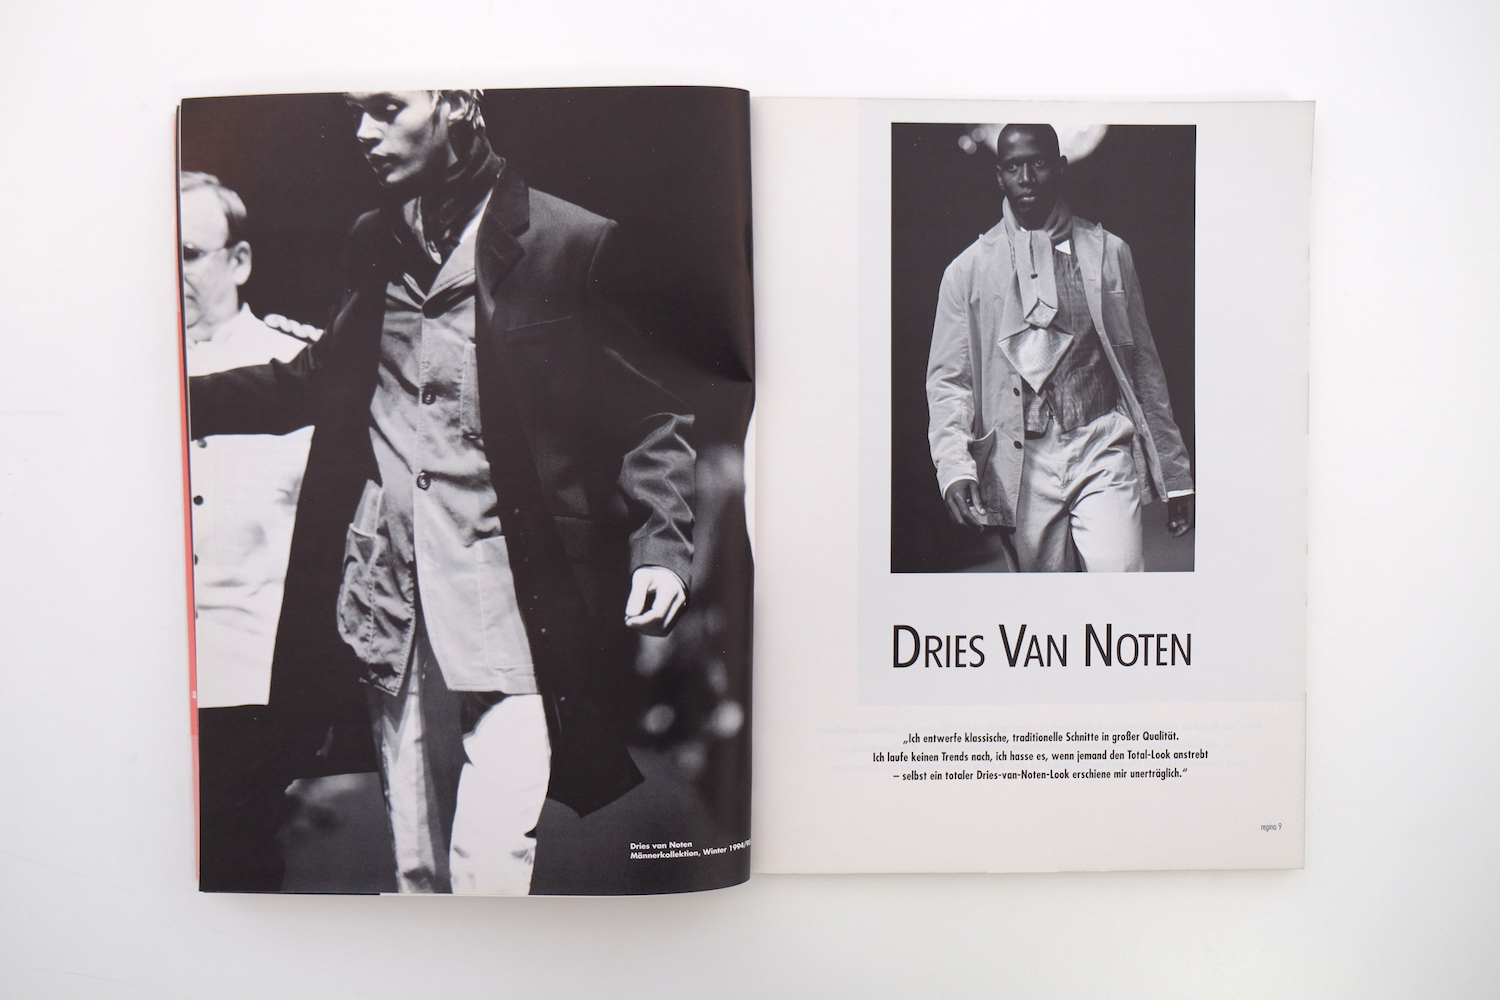 Dries van Noten
Männerkollektion, Winter 1994/95
DRIES VAN NOTEN
„Ich entwerfe klassische, traditionelle Schnitte in großer Qualität.
Ich laufe keinen Trends nach, ich hasse es, wenn jemand den Total-Look anstrebt
– selbst ein totaler Dries-van-Noten-Look erschiene mir unerträglich.“
regina 9